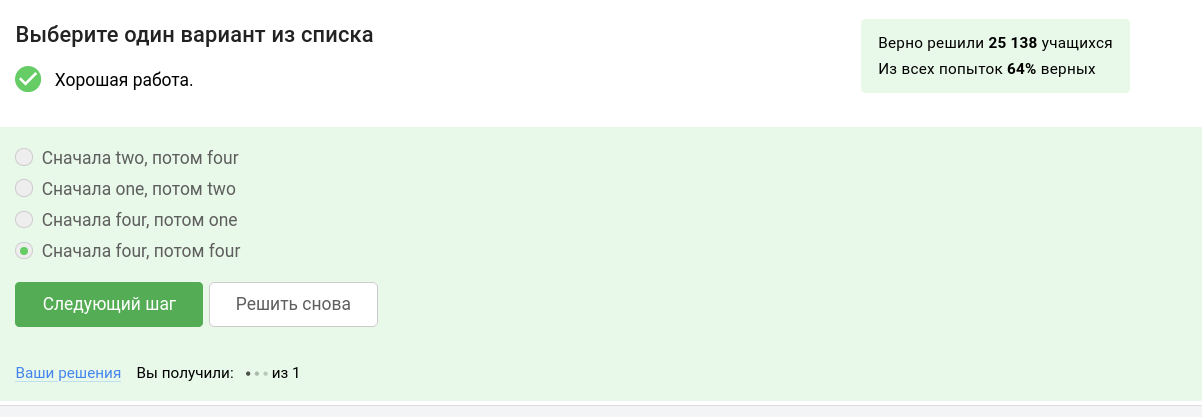 Выберите один вариант из списка
Верно решили 25 138 учащихся
Из всех попыток 64% верных
Хорошая работа.
Сначала two, потом four
Сначала one, потом two
Сначала four, потом one
Сначала four, потом four
Следующий шаг
Решить снова
Ваши решения Вы получили: из 1